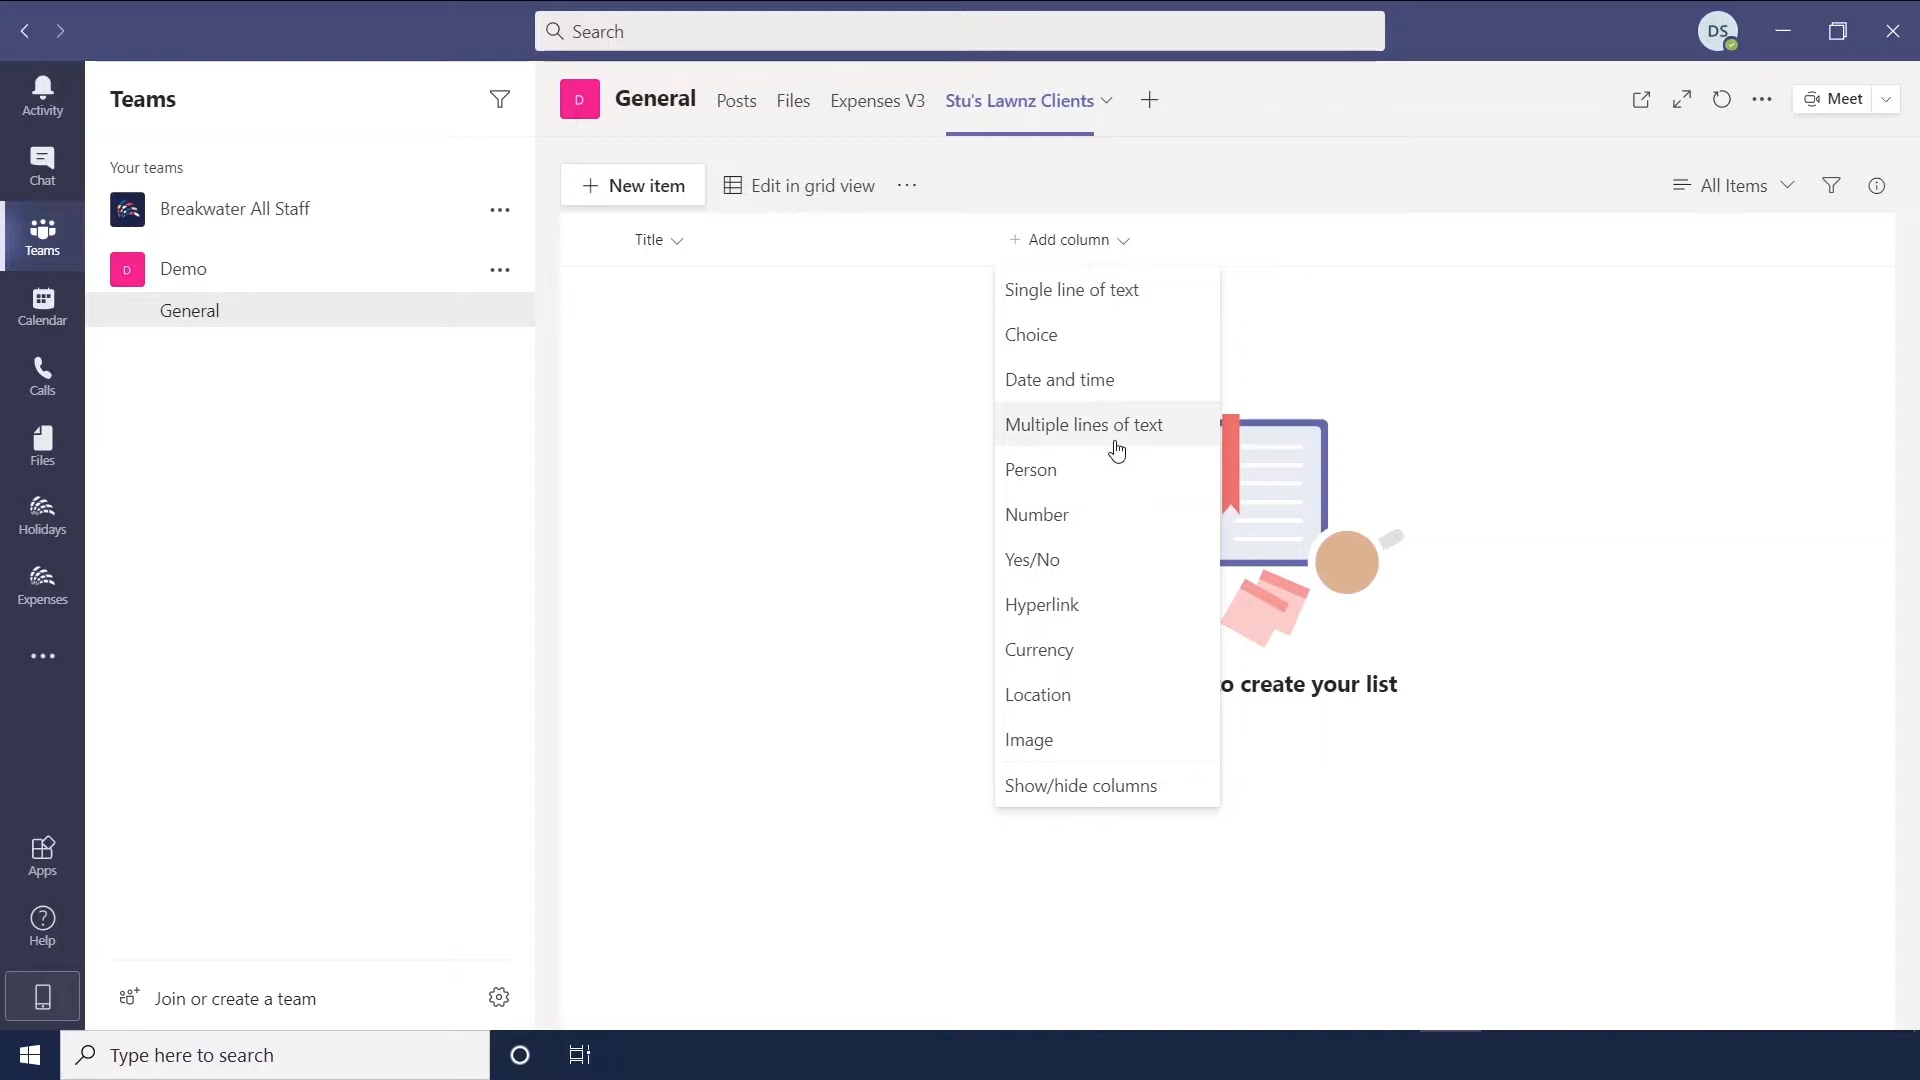 Search
DS
Activity
Chat
Teams
Calendar
Calls
Files
Holidays
Expenses
Apps
Help
Teams
Your teams
Breakwater All Staff
D Demo
General
Join or create a team
D General Posts Files Expenses V3 Stu's Lawnz Clients
Meet
New item Edit in grid view
All Items
Title
Add column
Single line of text
Choice
Date and time
Multiple lines of text
Person
Number
Yes/No
Hyperlink
Currency
Location
Image
Show/hide columns
o create your list
Type here to search